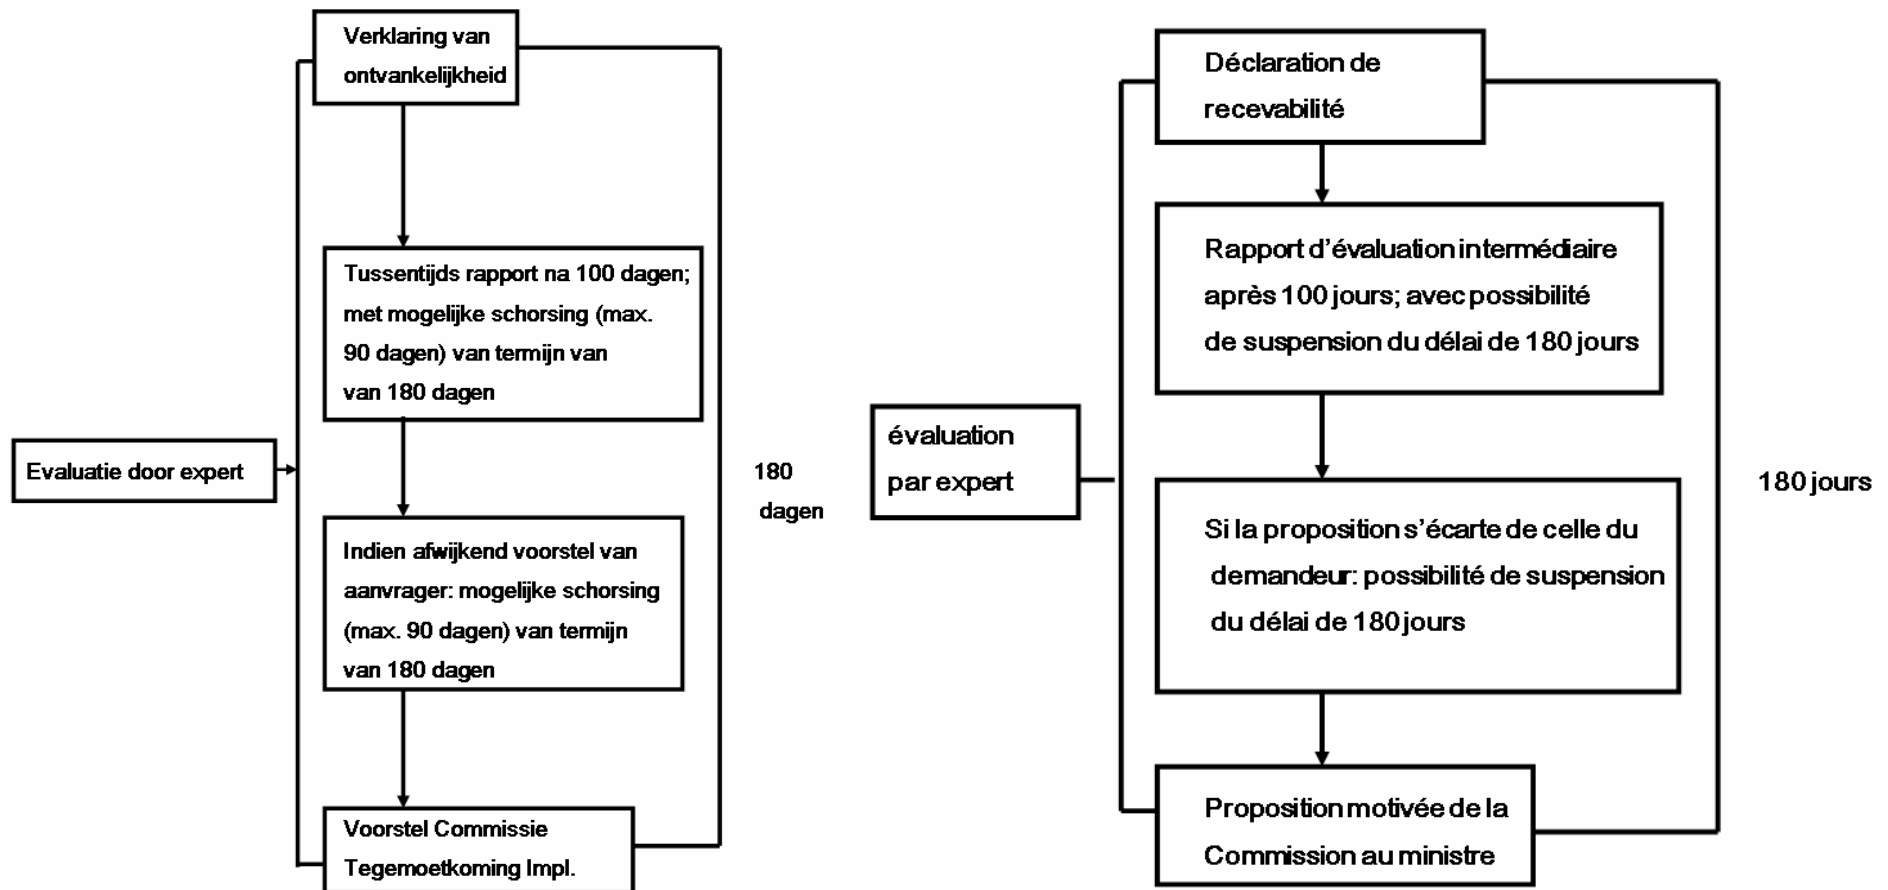 Verklaring van
ontvankelijkheid
Tussentijds rapport na 100 dagen;
met mogelijke schorsing (max.
90 dagen) van termijn van
van 180 dagen
Evaluatie door expert
180
dagen
Indien afwijkend voorstel van
aanvrager: mogelijke schorsing
(max. 90 dagen) van termijn
van 180 dagen
Voorstel Commissie
Tegemoetkoming Impl.
Déclaration de
recevabilité
Rapport d'évaluation intermédiaire
après 100 jours; avec possibilité
de suspension du délai de 180 jours
évaluation
par expert
180 jours
Si la proposition s'écarte de celle du
demandeur: possibilité de suspension
du délai de 180 jours
Proposition motivée de la
Commission au ministre